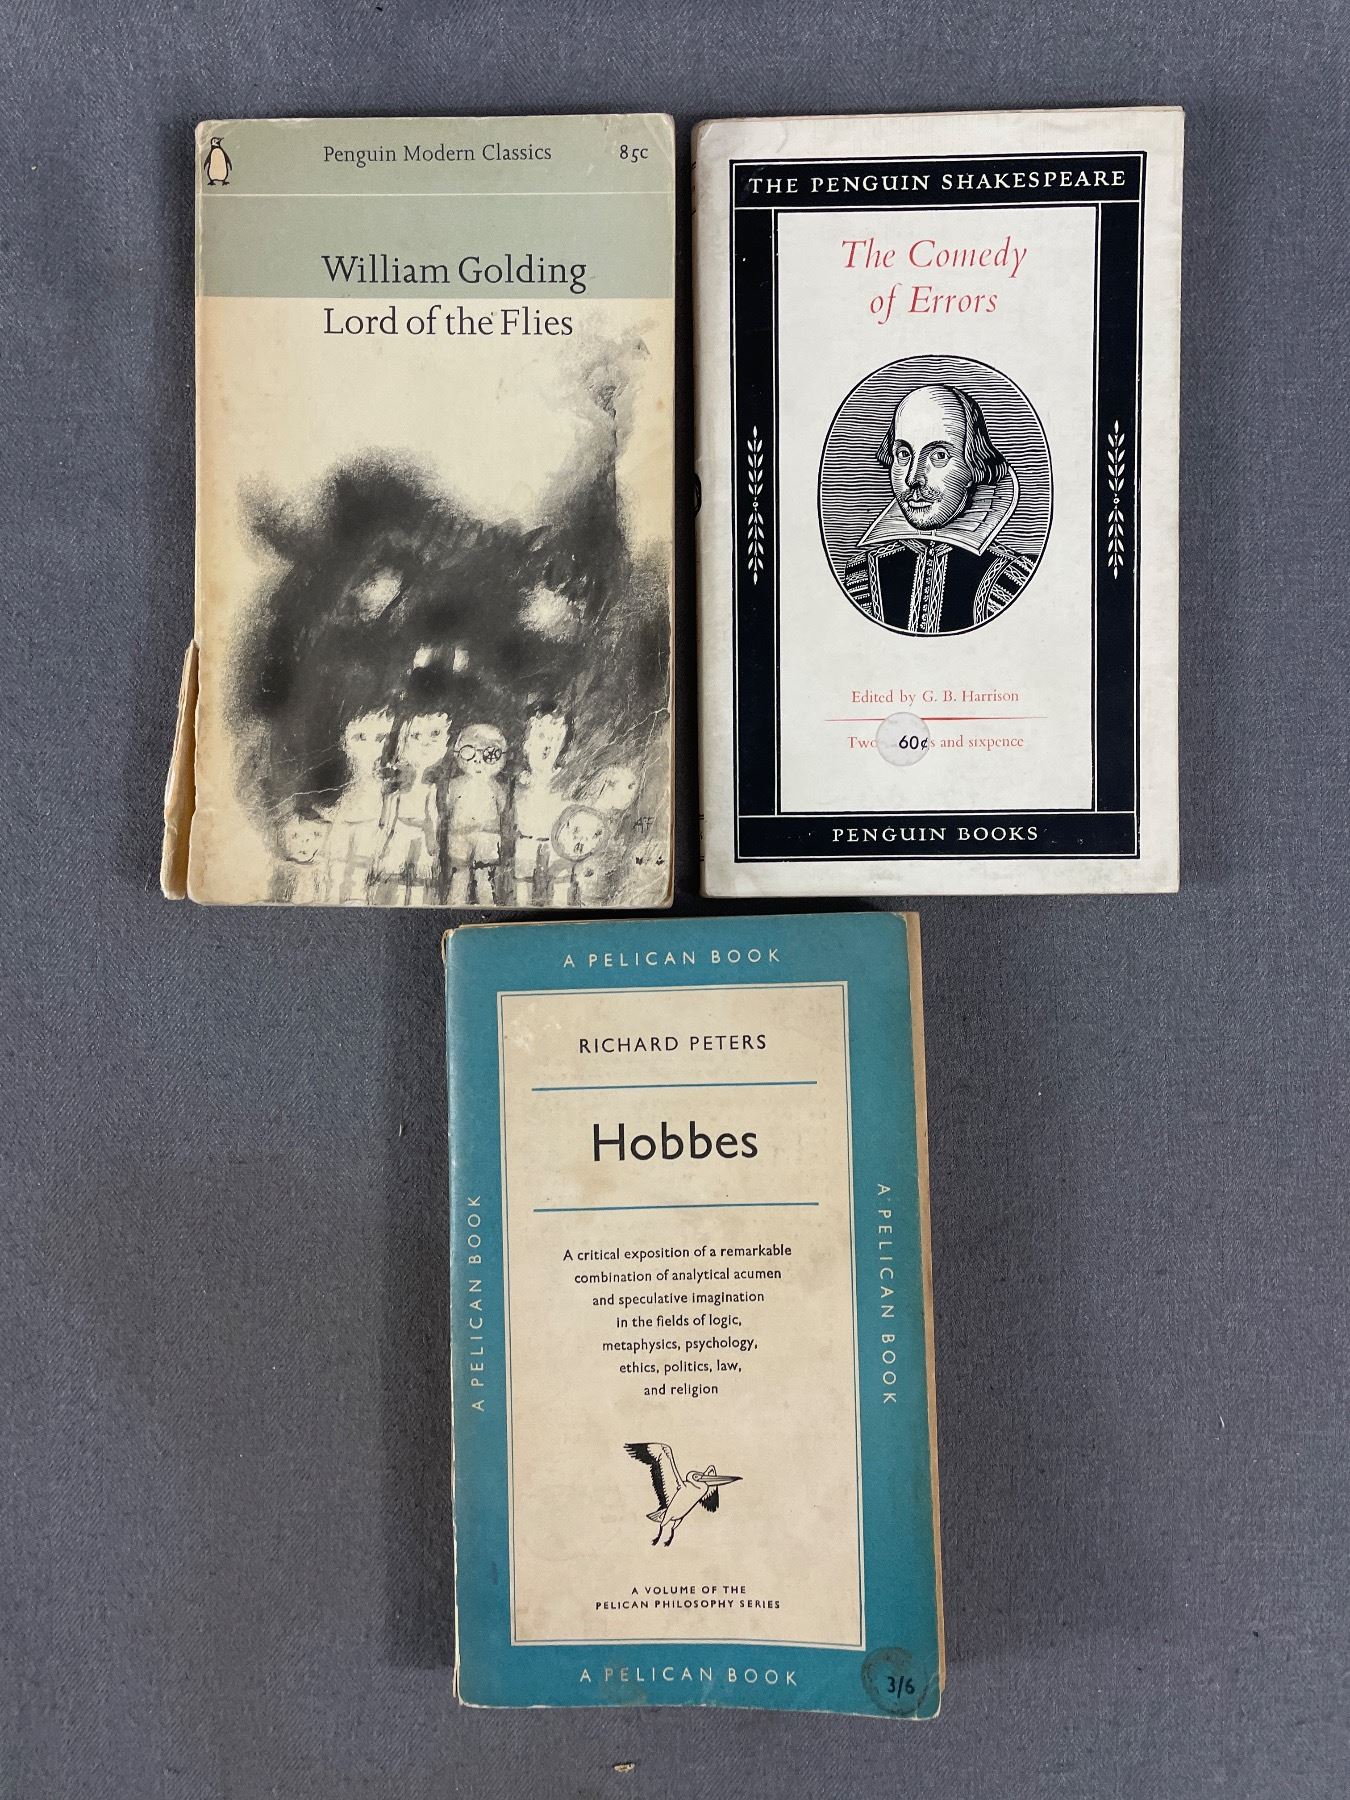 Penguin Modern Classics 85c
William Golding
Lord of the Flies
AF
THE PENGUIN SHAKESPEARE
The Comedy
of Errors
Edited by G. B. Harrison
Two 60¢ s and sixpence
PENGUIN BOOKS
A PELICAN BOOK
RICHARD PETERS
Hobbes
A critical exposition of a remarkable
combination of analytical acumen
and speculative imagination
in the fields of logic,
metaphysics, psychology,
ethics, politics, law,
and religion
A VOLUME OF THE
PELICAN PHILOSOPHY SERIES
A PELICAN BOOK
A PELICAN BOOK
A PELICAN BOOK
3/6